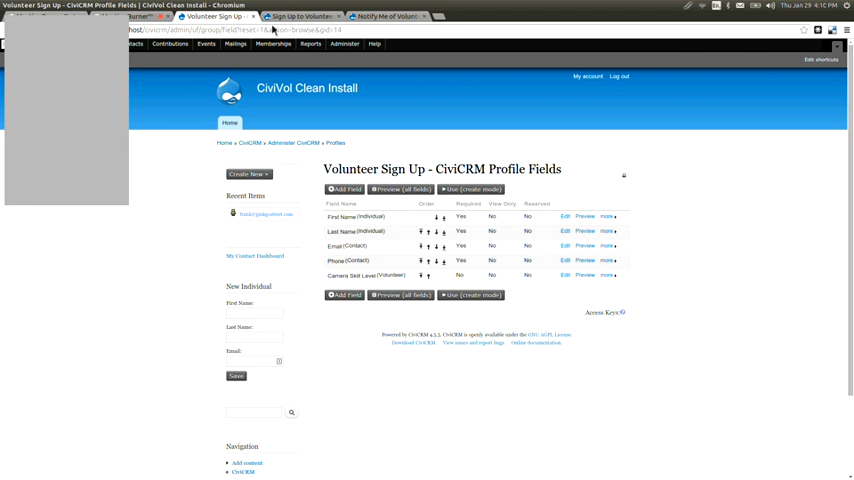 Volunteer Sign Up - CiviCRM Profile Fields | CiviVol Clean Install - Chromium
En
Thu Jan 29 4:10 PM
Volunteer Sign Up -
Sign Up to Voluntee
Notify Me of Volunt
host/civicrm/admin/uf/group/field?reset=1&action=browse&gid=14
Contributions Events Mailings Memberships Reports Administer Help
Edit shortcuts
CiviVol Clean Install
My account Log out
Home
Home » CiviCRM » Administer CiviCRM » Profiles
Create New »
Recent Items
My Contact Dashboard
New Individual
First Name:
Last Name:
Email:
Save
Navigation
Add content
CiviCRM
Volunteer Sign Up - CiviCRM Profile Fields
Add Field Preview (all fields) Use (create mode)
Field Name Order Required View Only Reserved
First Name (Individual) Yes No No Edit Preview more
Last Name (Individual) Yes No No Edit Preview more
Email (Contact) Yes No No Edit Preview more
Phone (Contact) Yes No No Edit Preview more
Camera Skill Level (Volunteer) No No No Edit Preview more
Add Field Preview (all fields) Use (create mode)
Access Keys:
Powered by CiviCRM 4.5.5. CiviCRM is openly available under the GNU AGPL License.
Download CiviCRM. View issues and report bugs. Online documentation.